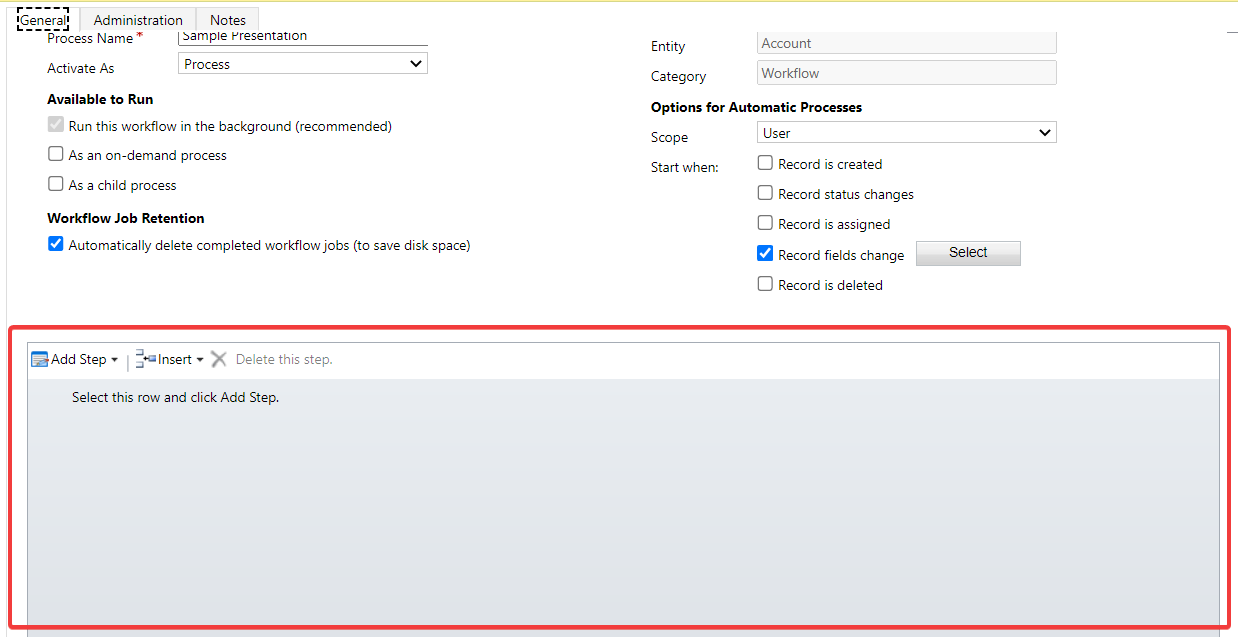 General Administration Notes
Process Name * Sample Presentation
Activate As Process
Available to Run
Run this workflow in the background (recommended)
As an on-demand process
As a child process
Workflow Job Retention
Automatically delete completed workflow jobs (to save disk space)
Entity Account
Category Workflow
Options for Automatic Processes
Scope User
Start when: Record is created
Record status changes
Record is assigned
Record fields change Select
Record is deleted
Add Step Insert Delete this step.
Select this row and click Add Step.